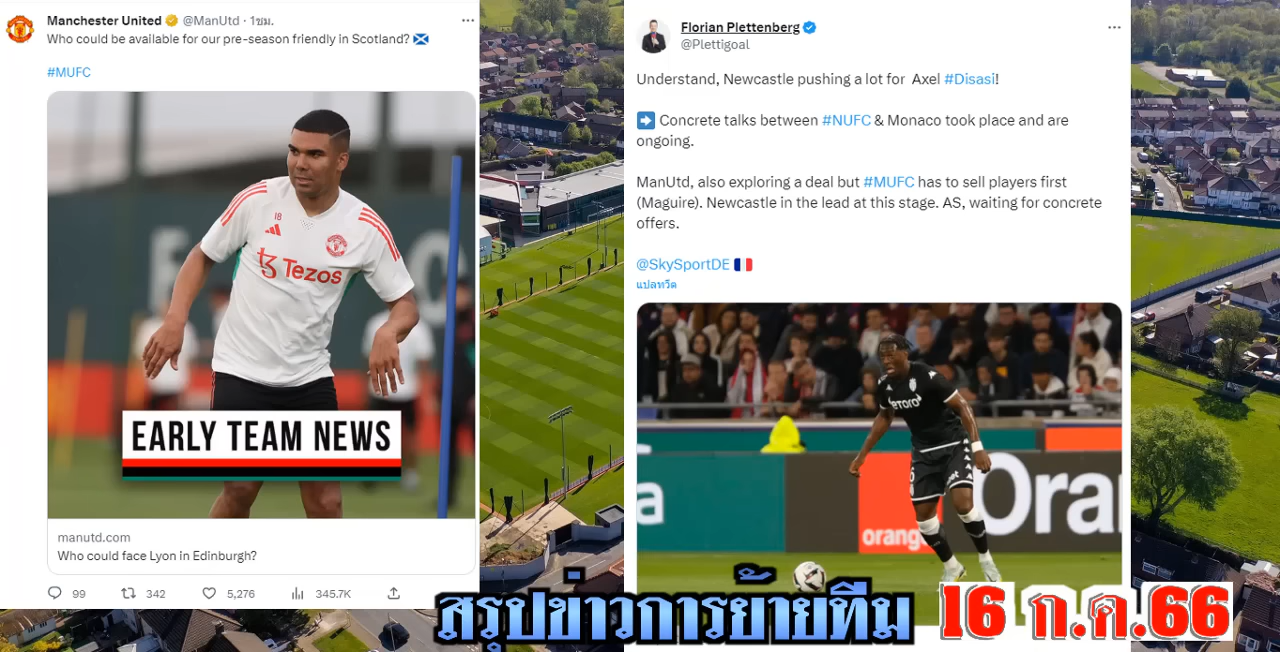 Manchester United @ManUtd · 1ชม.
Who could be available for our pre-season friendly in Scotland?
#MUFC
18
Tezos
EARLY TEAM NEWS
manutd.com
Who could face Lyon in Edinburgh?
99 342 5,276 345.7K
Florian Plettenberg
@Plettigoal
Understand, Newcastle pushing a lot for Axel #Disasi!
Concrete talks between #NUFC & Monaco took place and are
ongoing.
ManUtd, also exploring a deal but #MUFC has to sell players first
(Maguire). Newcastle in the lead at this stage. AS, waiting for concrete
offers.
@SkySportDE
แปลทวีต
etoro
a
orange
Ora
สรุปข่าวการย้ายทีม 16 ก.ค.66